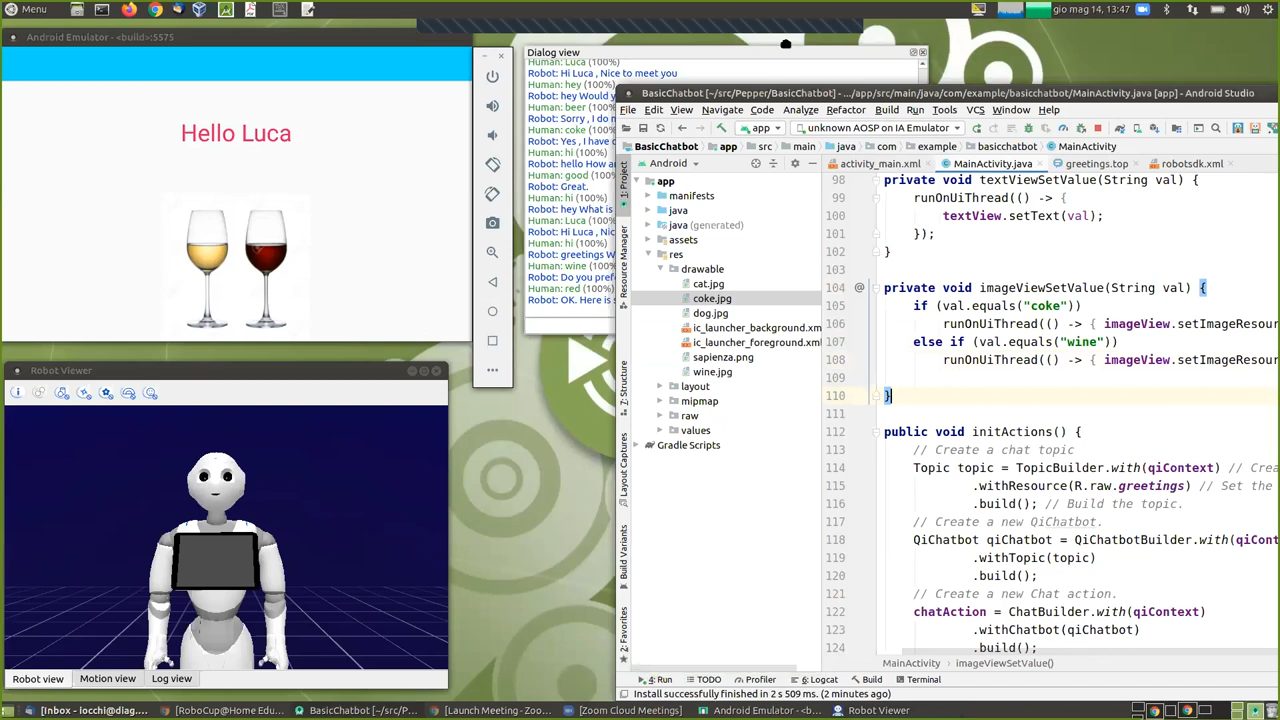 Menu
gio mag 14, 13:47
Android Emulator - <build>:5575
Hello Luca
Dialog view
Human: Luca (100%)
Robot: Hi Luca , Nice to meet you
Human: hey (100%)
Robot: hey Would y
Human: beer (100%)
Robot: Sorry , I do n
Human: coke (100%)
Robot: Yes , I have c
Human: hi (100%)
Robot: hello How ar
Human: good (100%)
Robot: Great.
Human: hi (100%)
Robot: hey What is
Human: Luca (100%)
Robot: Hi Luca , Nic
Human: hi (100%)
Robot: greetings W
Human: wine (100%)
Robot: Do you pref
Human: red (100%)
Robot: OK. Here is
BasicChatbot [~/src/Pepper/BasicChatbot] - .../app/src/main/java/com/example/basicchatbot/MainActivity.java [app] - Android Studio
File Edit View Navigate Code Analyze Refactor Build Run Tools VCS Window Help
app unknown AOSP on IA Emulator
BasicChatbot app src main java com example basicchatbot MainActivity
Android
activity_main.xml MainActivity.java greetings.top robotsdk.xml
1: Project
Resource Manager
7: Structure
Layout Captures
Build Variants
2: Favorites
app
manifests
java
java (generated)
assets
res
drawable
cat.jpg
coke.jpg
dog.jpg
ic_launcher_background.xm
ic_launcher_foreground.xml
sapienza.png
wine.jpg
layout
mipmap
raw
values
Gradle Scripts
98 private void textViewSetValue(String val) {
99 runOnUiThread(() -> {
100 textView.setText(val);
101 });
102 }
103
104 @ private void imageViewSetValue(String val) {
105 if (val.equals("coke"))
106 runOnUiThread(() -> { imageView.setImageResou
107 else if (val.equals("wine"))
108 runOnUiThread(() -> { imageView.setImageResou
109
110 }
111
112 public void initActions() {
113 // Create a chat topic
114 Topic topic = TopicBuilder.with(qiContext) // Crea
115 .withResource(R.raw.greetings) // Set the
116 .build(); // Build the topic.
117 // Create a new QiChatbot.
118 QiChatbot qiChatbot = QiChatbotBuilder.with(qiCont
119 .withTopic(topic)
120 .build();
121 // Create a new Chat action.
122 chatAction = ChatBuilder.with(qiContext)
123 .withChatbot(qiChatbot)
124 .build();
MainActivity imageViewSetValue()
4: Run TODO Profiler 6: Logcat Build Terminal
Install successfully finished in 2 s 509 ms. (2 minutes ago)
Robot Viewer
Robot view Motion view Log view
[Inbox - iocchi@diag.... [RoboCup@Home Edu... BasicChatbot [~/src/P... [Launch Meeting - Zoo... [Zoom Cloud Meetings] Android Emulator - <b... Robot Viewer